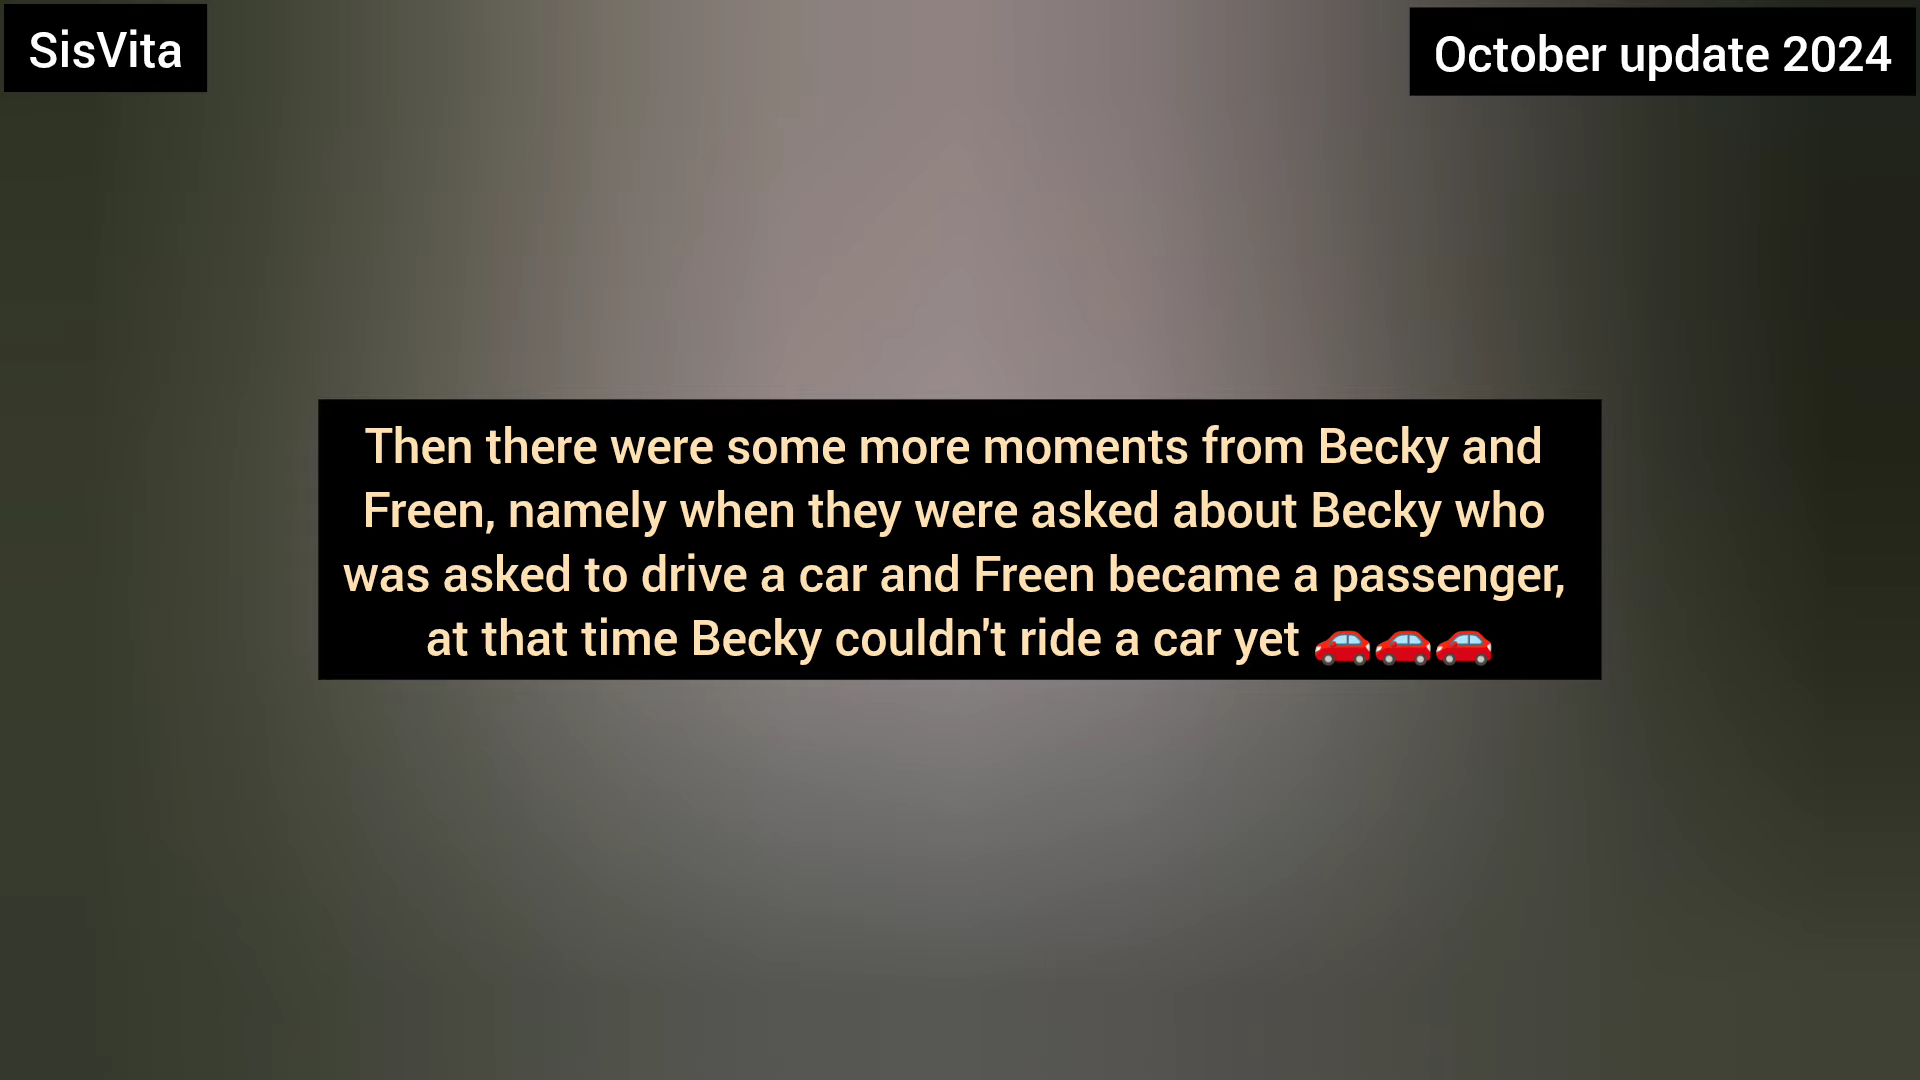 SisVita
October update 2024
Then there were some more moments from Becky and
Freen, namely when they were asked about Becky who
was asked to drive a car and Freen became a passenger,
at that time Becky couldn't ride a car yet 🚗🚗🚗